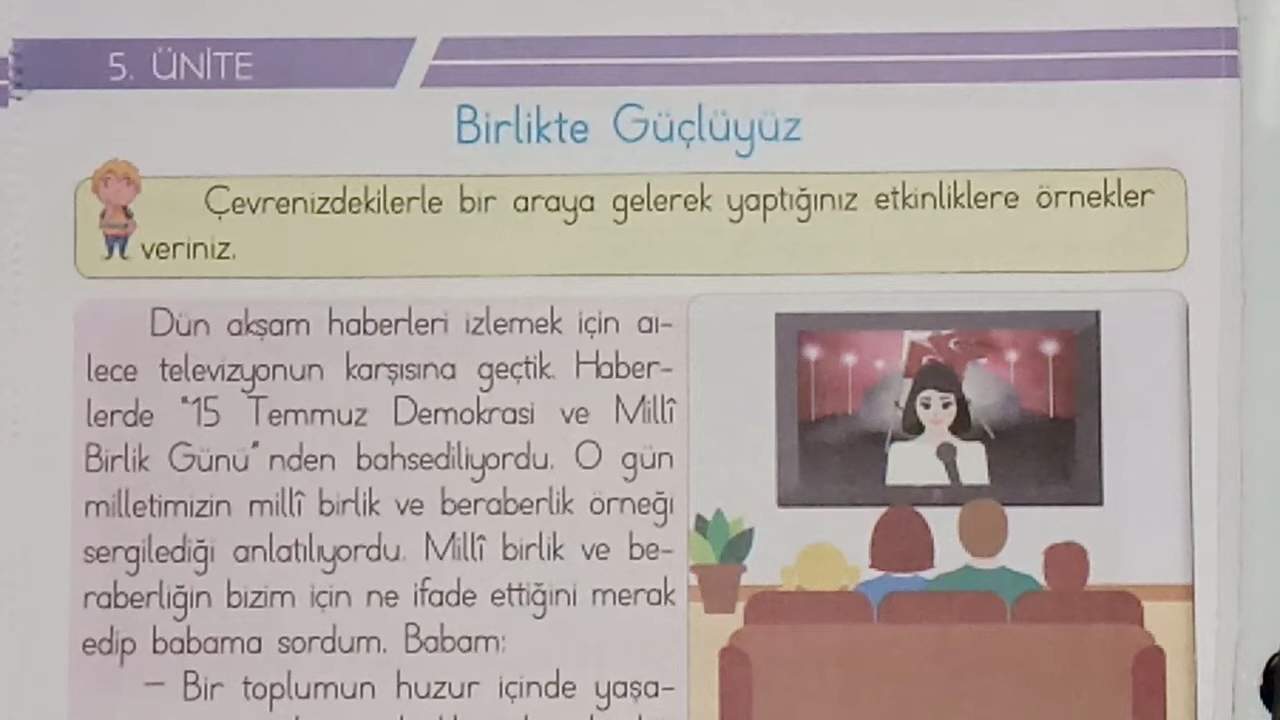 5. ÜNİTE
Birlikte Güçlüyüz
Çevrenizdekilerle bir araya gelerek yaptığınız etkinliklere örnekler
veriniz.
Dün akşam haberleri izlemek için ai-
lece televizyonun karşısına geçtik. Haber-
lerde "15 Temmuz Demokrasi ve Millî
Birlik Günü"nden bahsediliyordu. O gün
milletimizin millî birlik ve beraberlik örneği
sergilediği anlatılıyordu. Millî birlik ve be-
raberliğin bizim için ne ifade ettiğini merak
edip babama sordum. Babam:
– Bir toplumun huzur içinde yaşa-